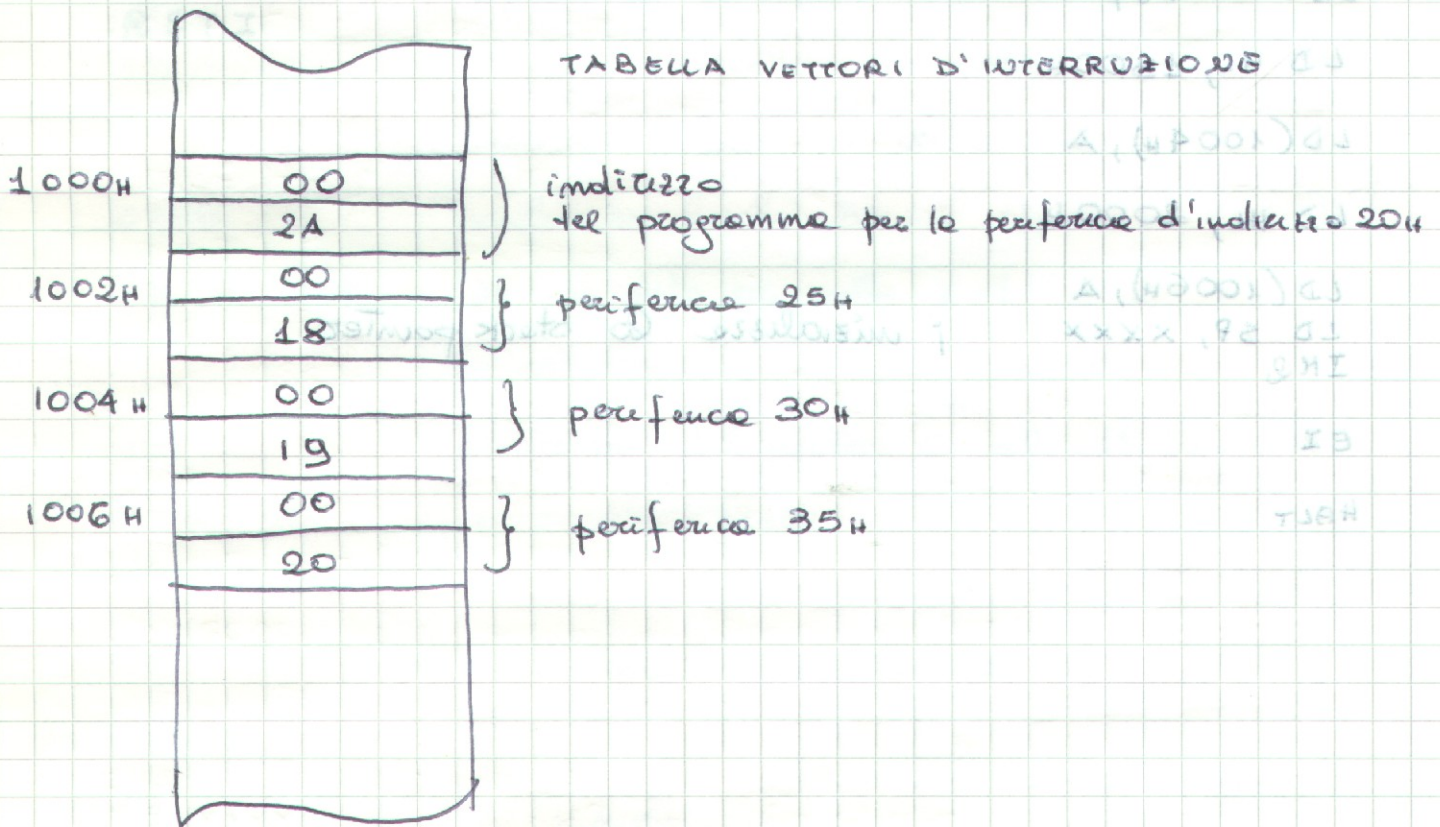 TABELLA VETTORI D'INTERRUZIONE
1000H 00 indirizzo
2A del programma per la periferica d'indirizzo 20H
1002H 00 periferica 25H
18
1004H 00 periferica 30H
19
1006H 00 periferica 35H
20